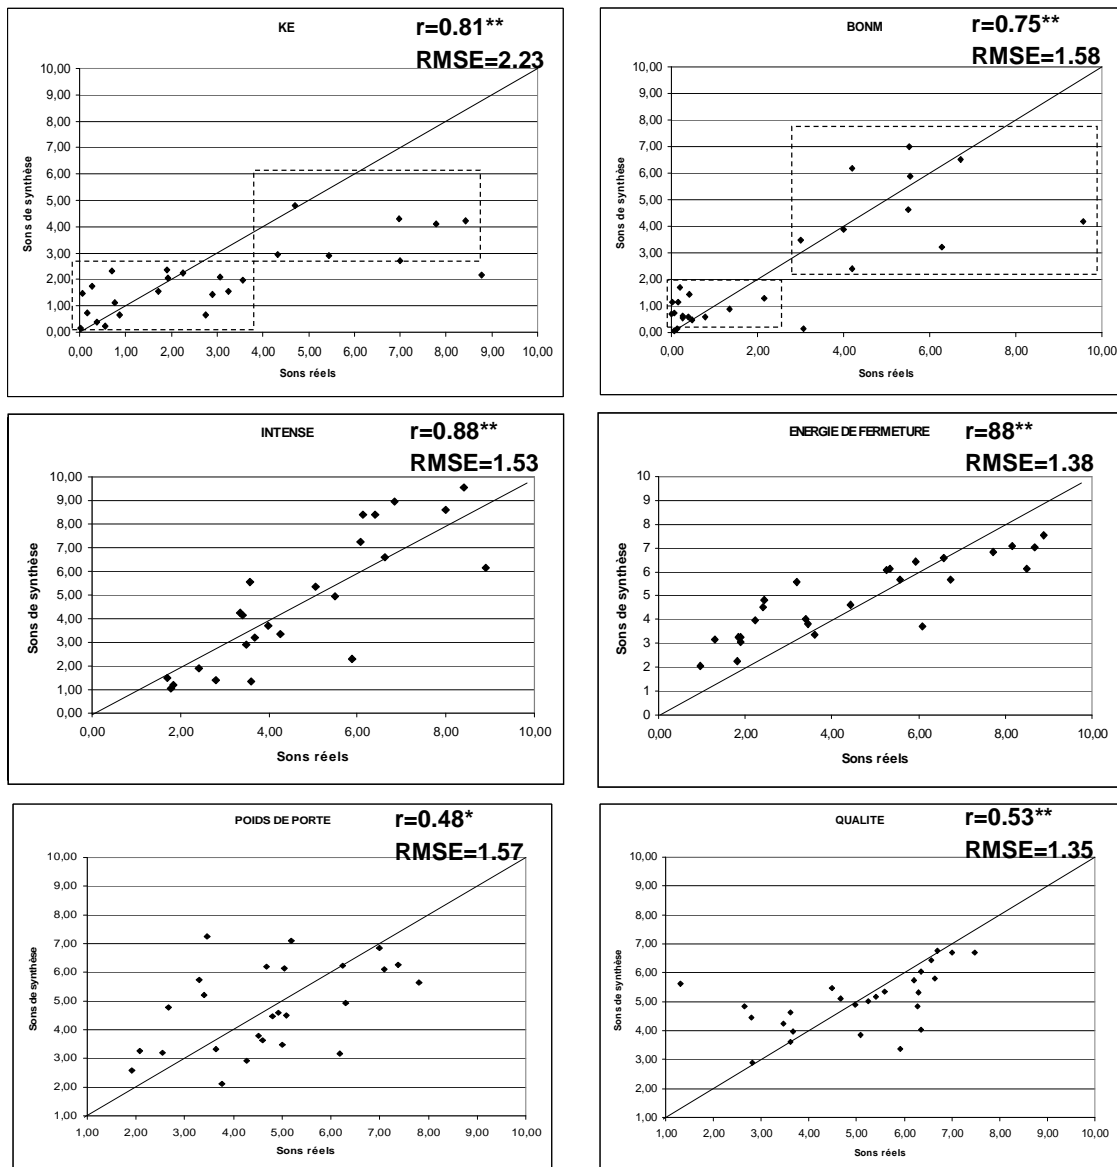 KE
r=0.81**
RMSE=2.23
10,00
9,00
8,00
7,00
6,00
5,00
4,00
3,00
2,00
1,00
0,00
Sons de synthèse
0,00 1,00 2,00 3,00 4,00 5,00 6,00 7,00 8,00 9,00 10,00
Sons réels
BONM
r=0.75**
RMSE=1.58
10,00
9,00
8,00
7,00
6,00
5,00
4,00
3,00
2,00
1,00
0,00
Sons de synthèse
0,00 2,00 4,00 6,00 8,00 10,00
Sons réels
INTENSE
r=0.88**
RMSE=1.53
10,00
9,00
8,00
7,00
6,00
5,00
4,00
3,00
2,00
1,00
0,00
Sons de synthèse
0,00 2,00 4,00 6,00 8,00 10,00
Sons réels
ENERGIE DE FERMETURE
r=88**
RMSE=1.38
10
9
8
7
6
5
4
3
2
1
0
Sons de synthèse
0,00 2,00 4,00 6,00 8,00 10,00
Sons réels
POIDS DE PORTE
r=0.48*
RMSE=1.57
10,00
9,00
8,00
7,00
6,00
5,00
4,00
3,00
2,00
1,00
Sons de synthèse
1,00 2,00 3,00 4,00 5,00 6,00 7,00 8,00 9,00 10,00
Sons réels
QUALITE
r=0.53**
RMSE=1.35
10,00
9,00
8,00
7,00
6,00
5,00
4,00
3,00
2,00
1,00
Sons de synthèse
1,00 2,00 3,00 4,00 5,00 6,00 7,00 8,00 9,00 10,00
Sons réels